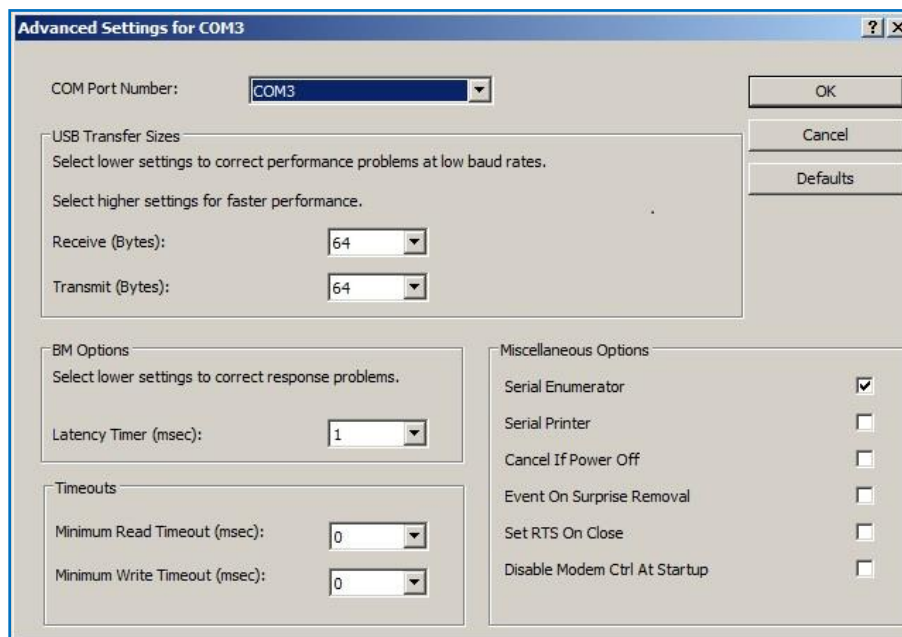 Advanced Settings for COM3
COM Port Number: COM3
OK
Cancel
Defaults
USB Transfer Sizes
Select lower settings to correct performance problems at low baud rates.
Select higher settings for faster performance.
Receive (Bytes): 64
Transmit (Bytes): 64
BM Options
Select lower settings to correct response problems.
Latency Timer (msec): 1
Timeouts
Minimum Read Timeout (msec): 0
Minimum Write Timeout (msec): 0
Miscellaneous Options
Serial Enumerator
Serial Printer
Cancel If Power Off
Event On Surprise Removal
Set RTS On Close
Disable Modem Ctrl At Startup